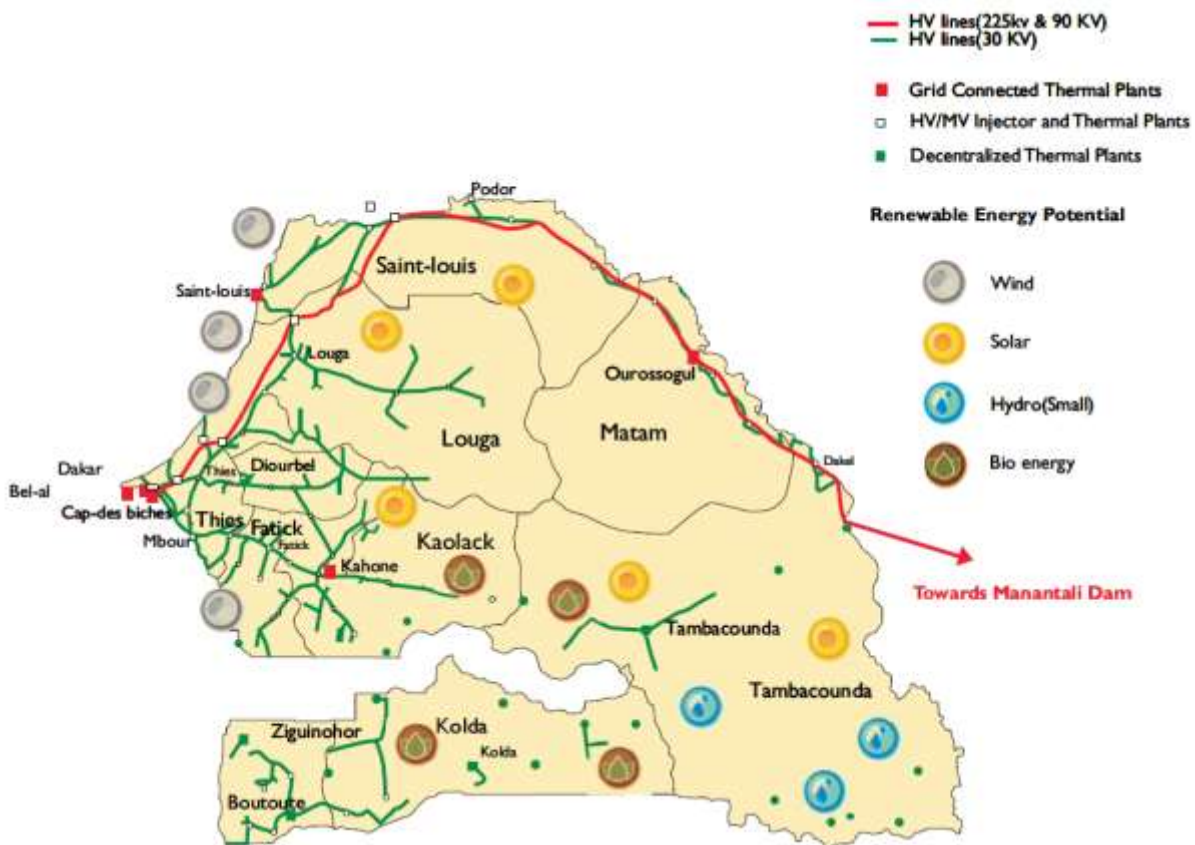 HV lines(225kv & 90 KV)
HV lines(30 KV)
Grid Connected Thermal Plants
HV/MV Injector and Thermal Plants
Decentralized Thermal Plants
Renewable Energy Potential
Wind
Solar
Hydro(Small)
Bio energy
Podor
Saint-louis
Saint-louis
Louga
Ourossogul
Louga
Matam
Dakar
Thies
Diourbel
Dakel
Bel-al
Cap-des biches
Thies
Fatick
Mbour
Fatick
Kaolack
Kahone
Towards Manantali Dam
Tambacounda
Tambacounda
Ziguinohor
Kolda
Kolda
Boutoute